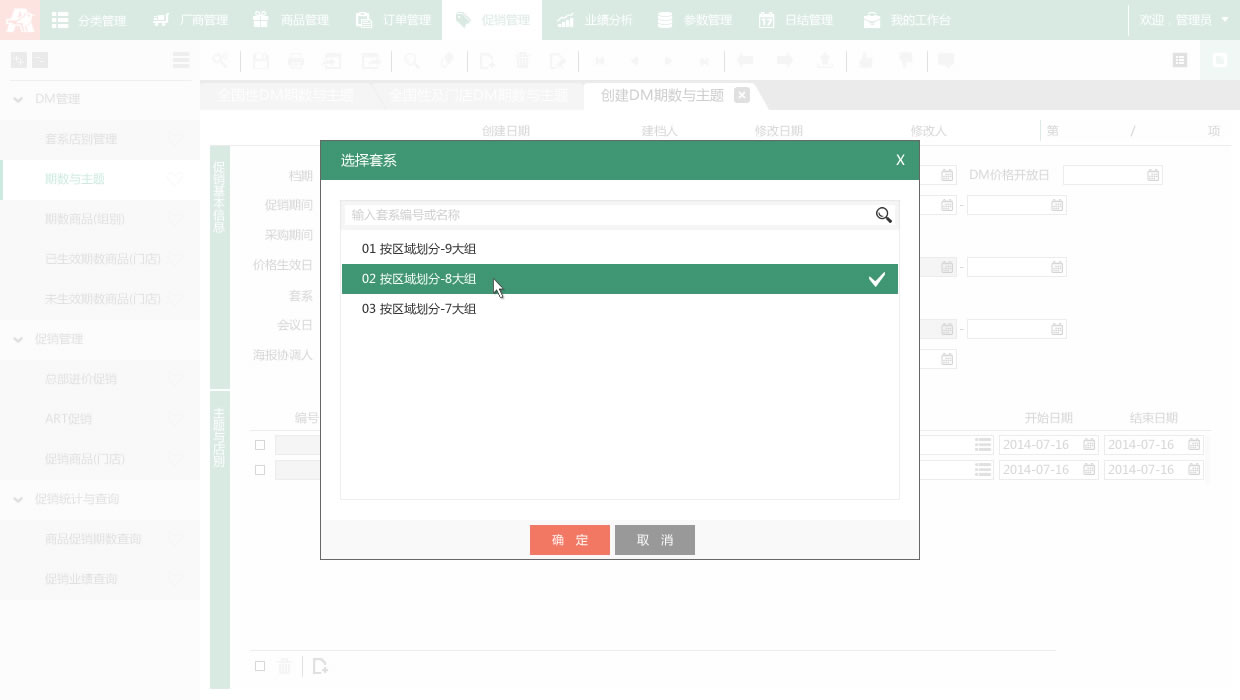 分类管理 厂商管理 商品管理 订单管理 促销管理 业绩分析 参数管理 日结管理 我的工作台 欢迎，管理员
全国性DM期数与主题 全国性及门店DM期数与主题 创建DM期数与主题
DM管理
套系店别管理
期数与主题
期数商品(组别)
已生效期数商品(门店)
未生效期数商品(门店)
促销管理
总部进价促销
ART促销
促销商品(门店)
促销统计与查询
商品促销期数查询
促销业绩查询
创建日期 建档人 修改日期 修改人 第 / 项
促销基本信息
档期 DM价格开放日
促销期间 -
采购期间
价格生效日 -
套系
会议日 -
海报协调人
选择套系 X
输入套系编号或名称
01 按区域划分-9大组
02 按区域划分-8大组
03 按区域划分-7大组
确 定 取 消
主题与店别
编号 开始日期 结束日期
2014-07-16 2014-07-16
2014-07-16 2014-07-16